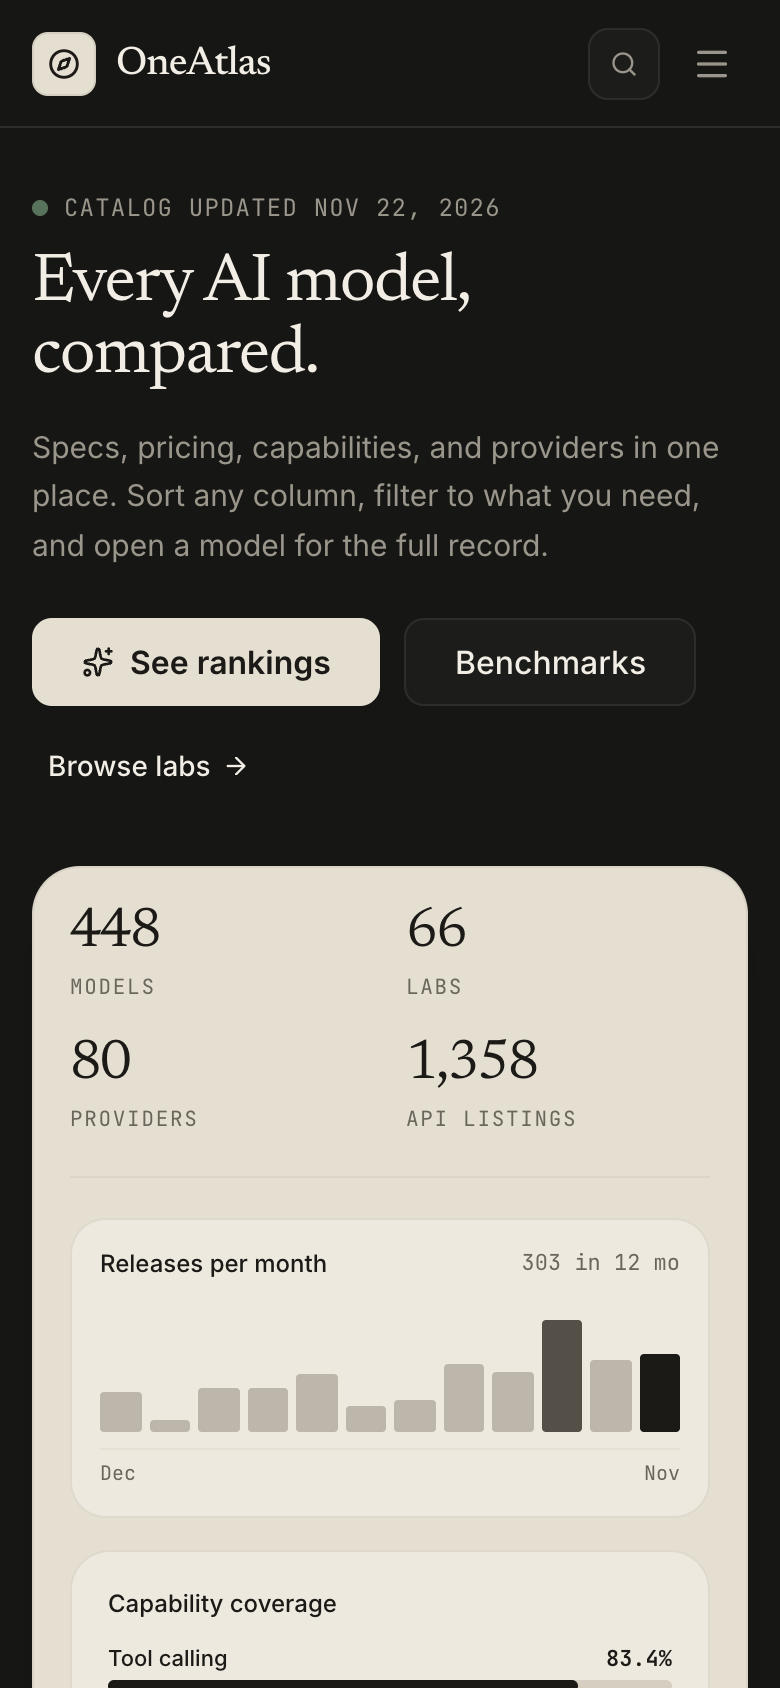 OneAtlas
CATALOG UPDATED NOV 22, 2026
Every AI model,
compared.
Specs, pricing, capabilities, and providers in one
place. Sort any column, filter to what you need,
and open a model for the full record.
See rankings
Benchmarks
Browse labs →
448
MODELS
66
LABS
80
PROVIDERS
1,358
API LISTINGS
Releases per month
303 in 12 mo
Dec
Nov
Capability coverage
Tool calling
83.4%